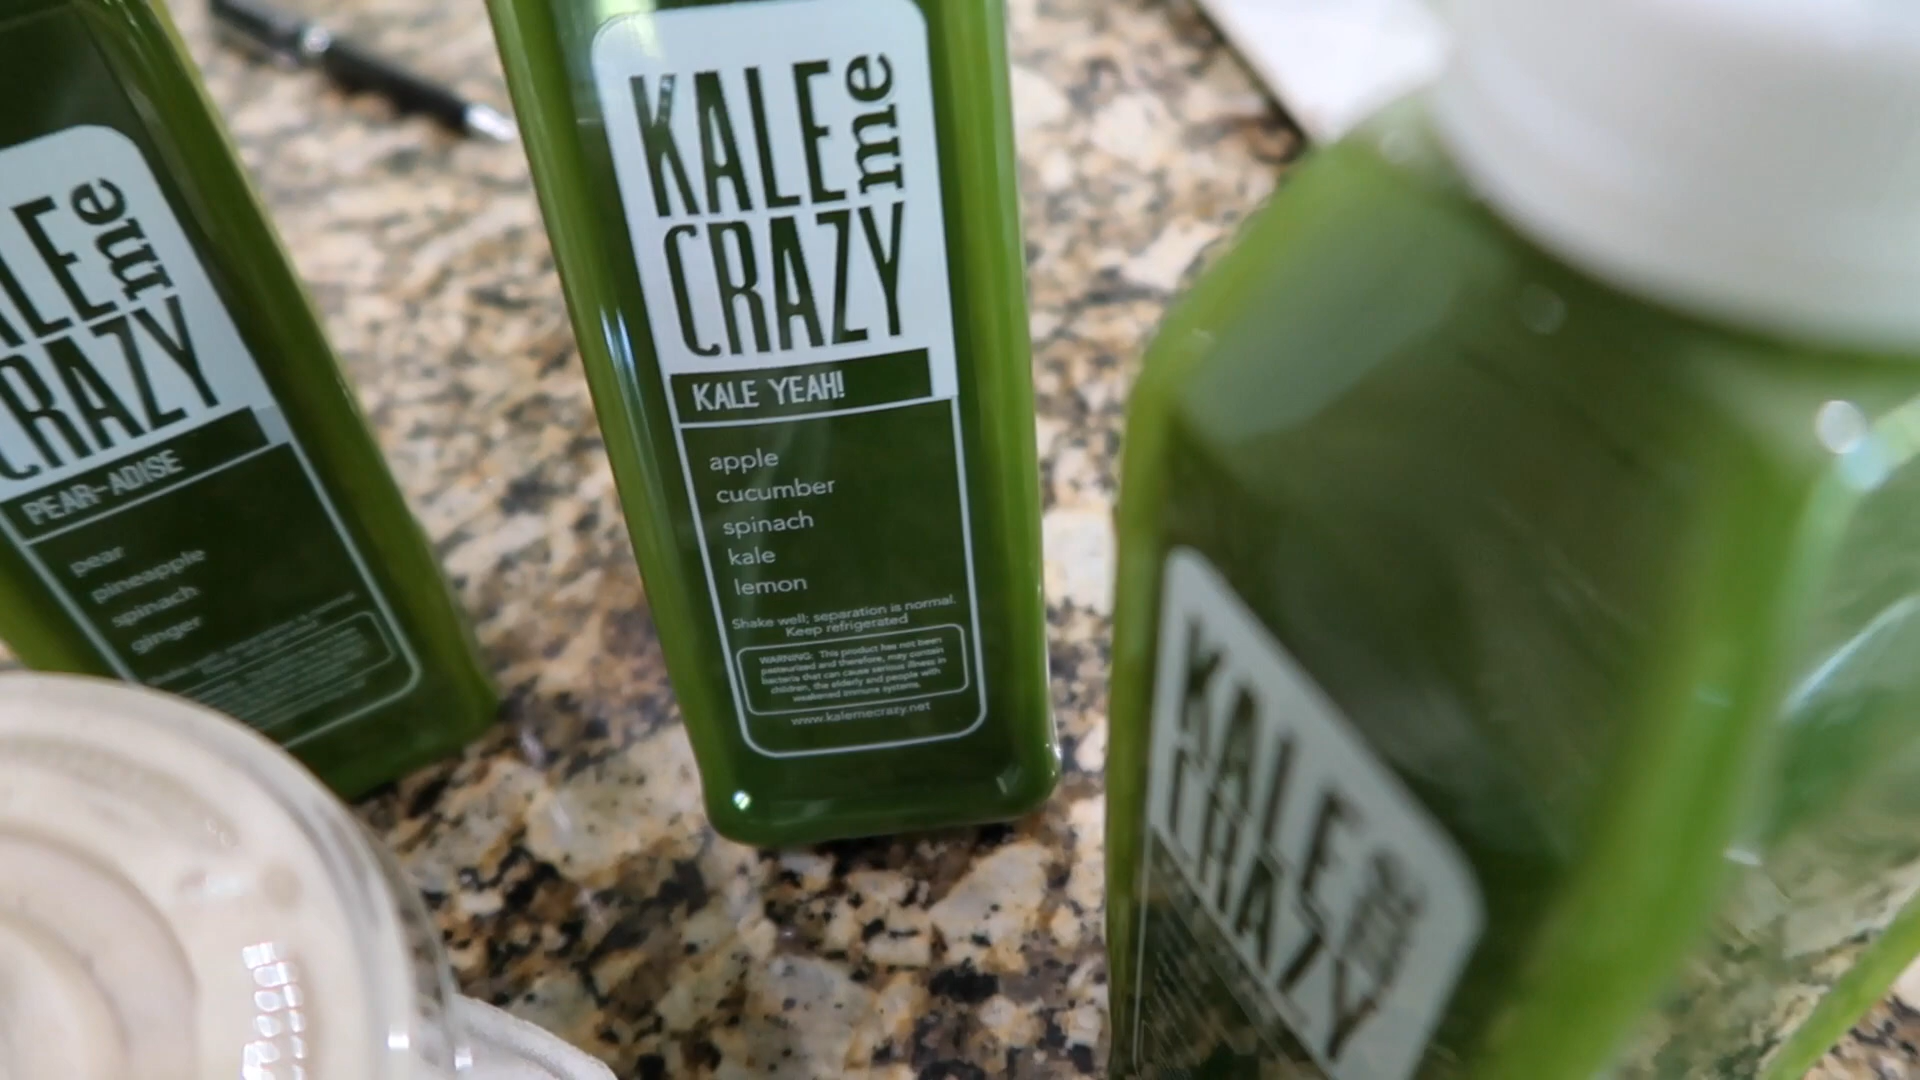 KALE me
CRAZY
PEAR-ADISE
pear
pineapple
spinach
ginger
KALE me
CRAZY
KALE YEAH!
apple
cucumber
spinach
kale
lemon
Shake well; separation is normal.
Keep refrigerated
WARNING: This product has not been
pasteurized and therefore, may contain
bacteria that can cause serious illness in
children, the elderly and people with
weakened immune systems.
www.kalemecrazy.net
KALE me
CRAZY